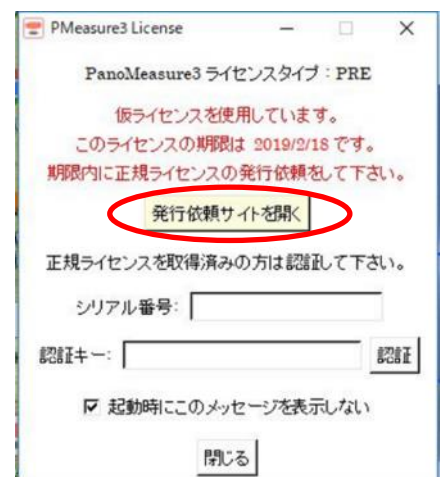 PMeasure3 License
PanoMeasure3 ライセンスタイプ：PRE
仮ライセンスを使用しています。
このライセンスの期限は 2019/2/18 です。
期限内に正規ライセンスの発行依頼をして下さい。
発行依頼サイトを開く
正規ライセンスを取得済みの方は認証して下さい。
シリアル番号:
認証キー: 認証
起動時にこのメッセージを表示しない
閉じる